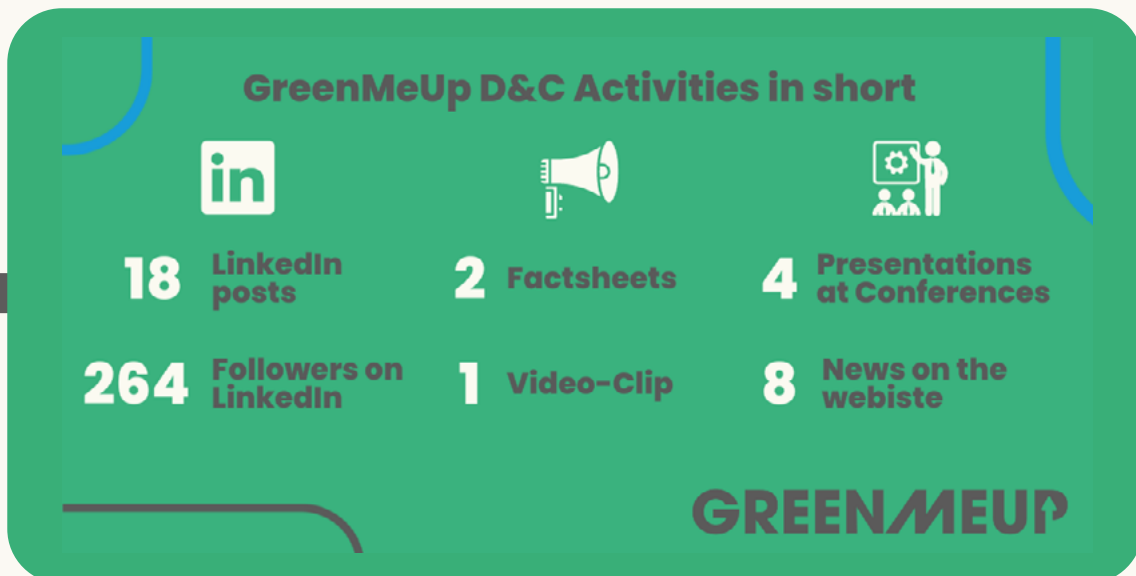 GreenMeUp D&C Activities in short
in
18 LinkedIn
posts
2 Factsheets
4 Presentations
at Conferences
264 Followers on
LinkedIn
1 Video-Clip
8 News on the
webiste
GREENMEUP